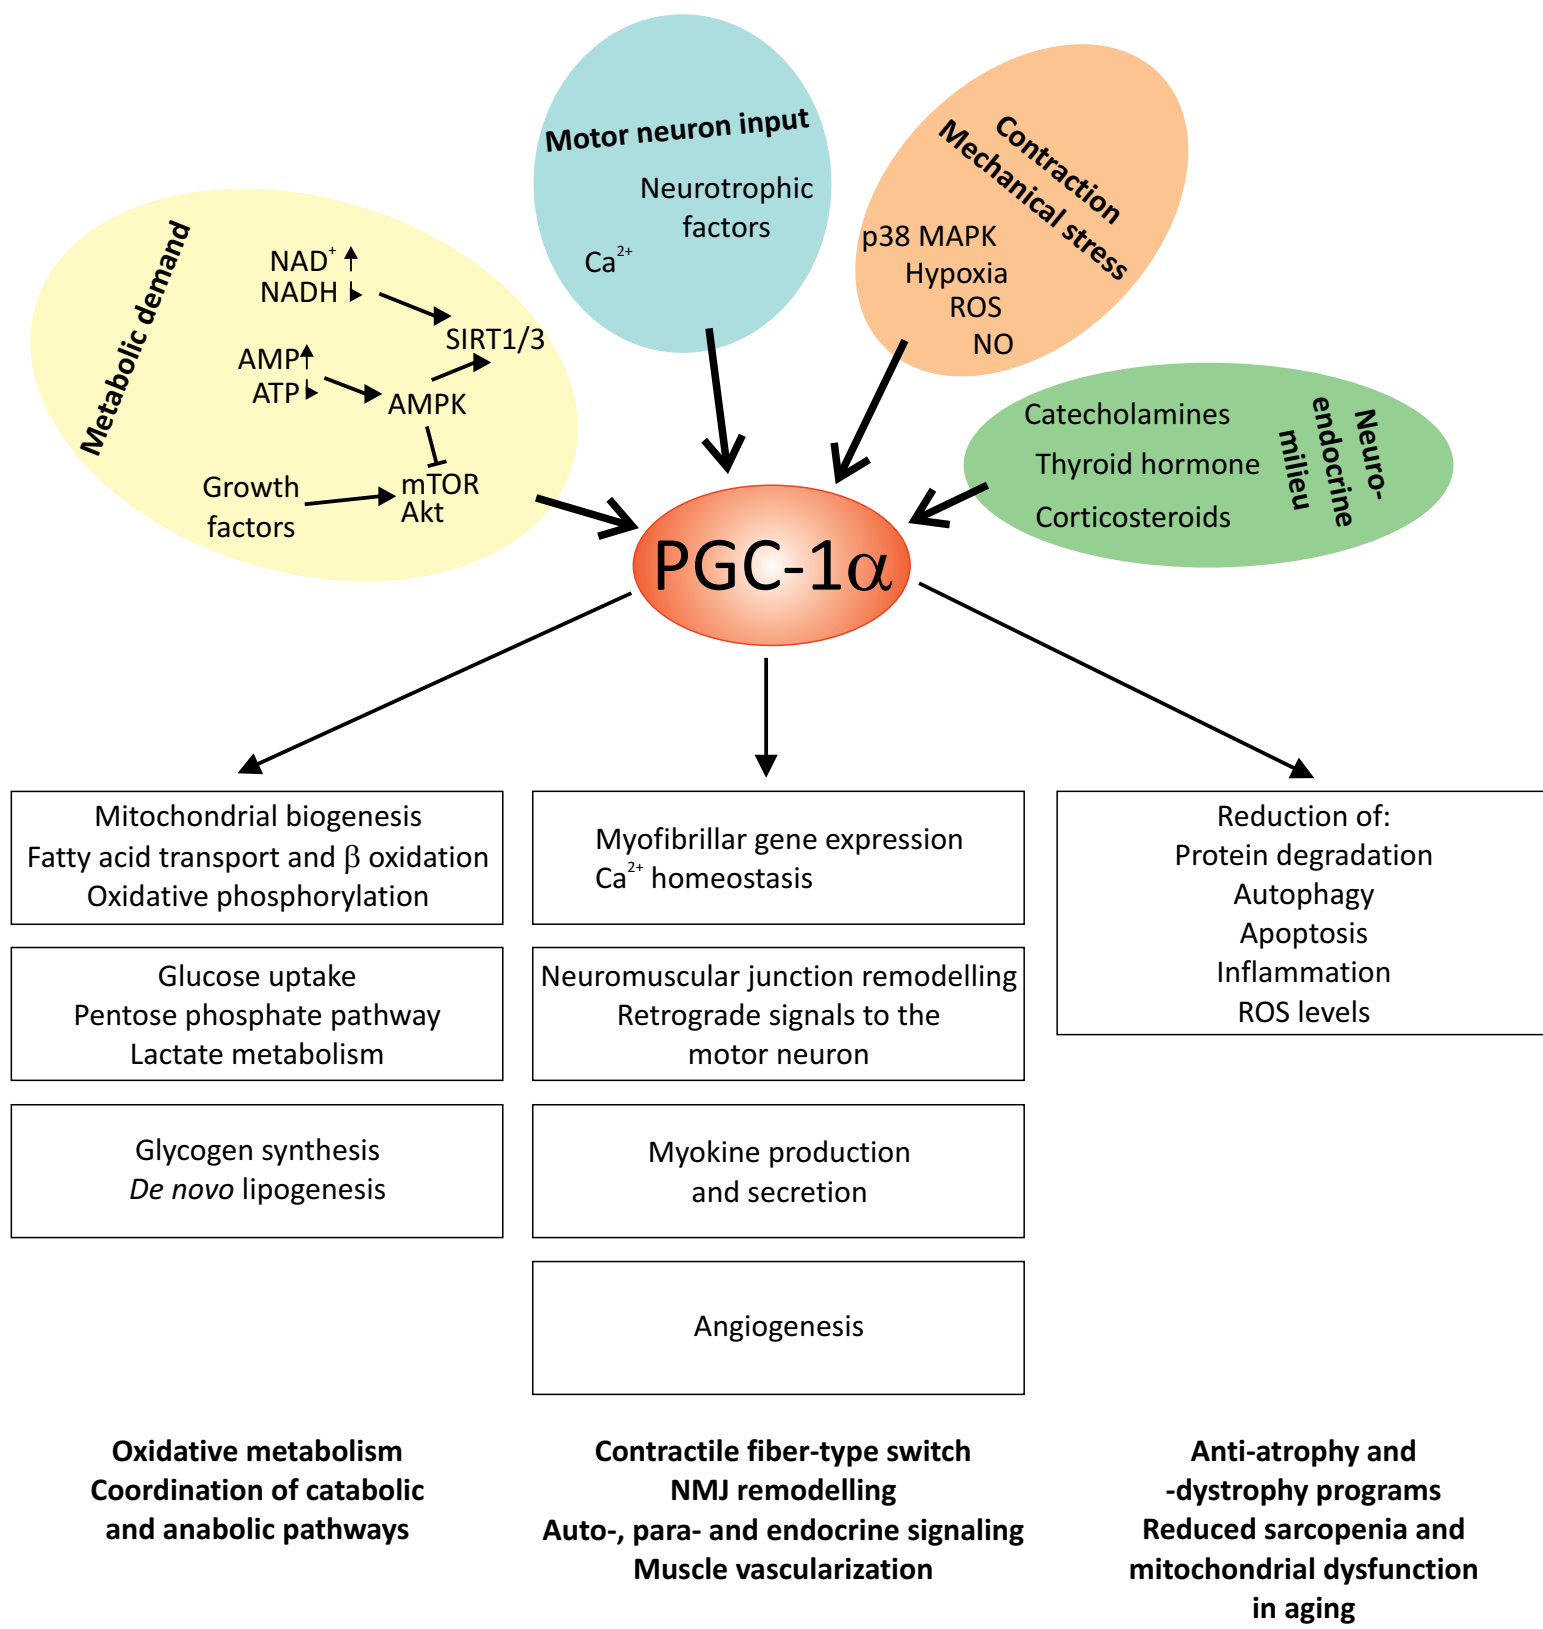 Motor neuron input
Neurotrophic
factors
Ca²⁺
Contraction
Mechanical stress
p38 MAPK
Hypoxia
ROS
NO
Metabolic demand
NAD⁺
NADH
SIRT1/3
AMP
ATP
AMPK
Growth
factors
mTOR
Akt
Catecholamines
Thyroid hormone
Corticosteroids
Neuro-
endocrine
milieu
PGC-1α
Mitochondrial biogenesis
Fatty acid transport and β oxidation
Oxidative phosphorylation
Glucose uptake
Pentose phosphate pathway
Lactate metabolism
Glycogen synthesis
De novo lipogenesis
Myofibrillar gene expression
Ca²⁺ homeostasis
Neuromuscular junction remodelling
Retrograde signals to the
motor neuron
Myokine production
and secretion
Angiogenesis
Reduction of:
Protein degradation
Autophagy
Apoptosis
Inflammation
ROS levels
Oxidative metabolism
Coordination of catabolic
and anabolic pathways
Contractile fiber-type switch
NMJ remodelling
Auto-, para- and endocrine signaling
Muscle vascularization
Anti-atrophy and
-dystrophy programs
Reduced sarcopenia and
mitochondrial dysfunction
in aging